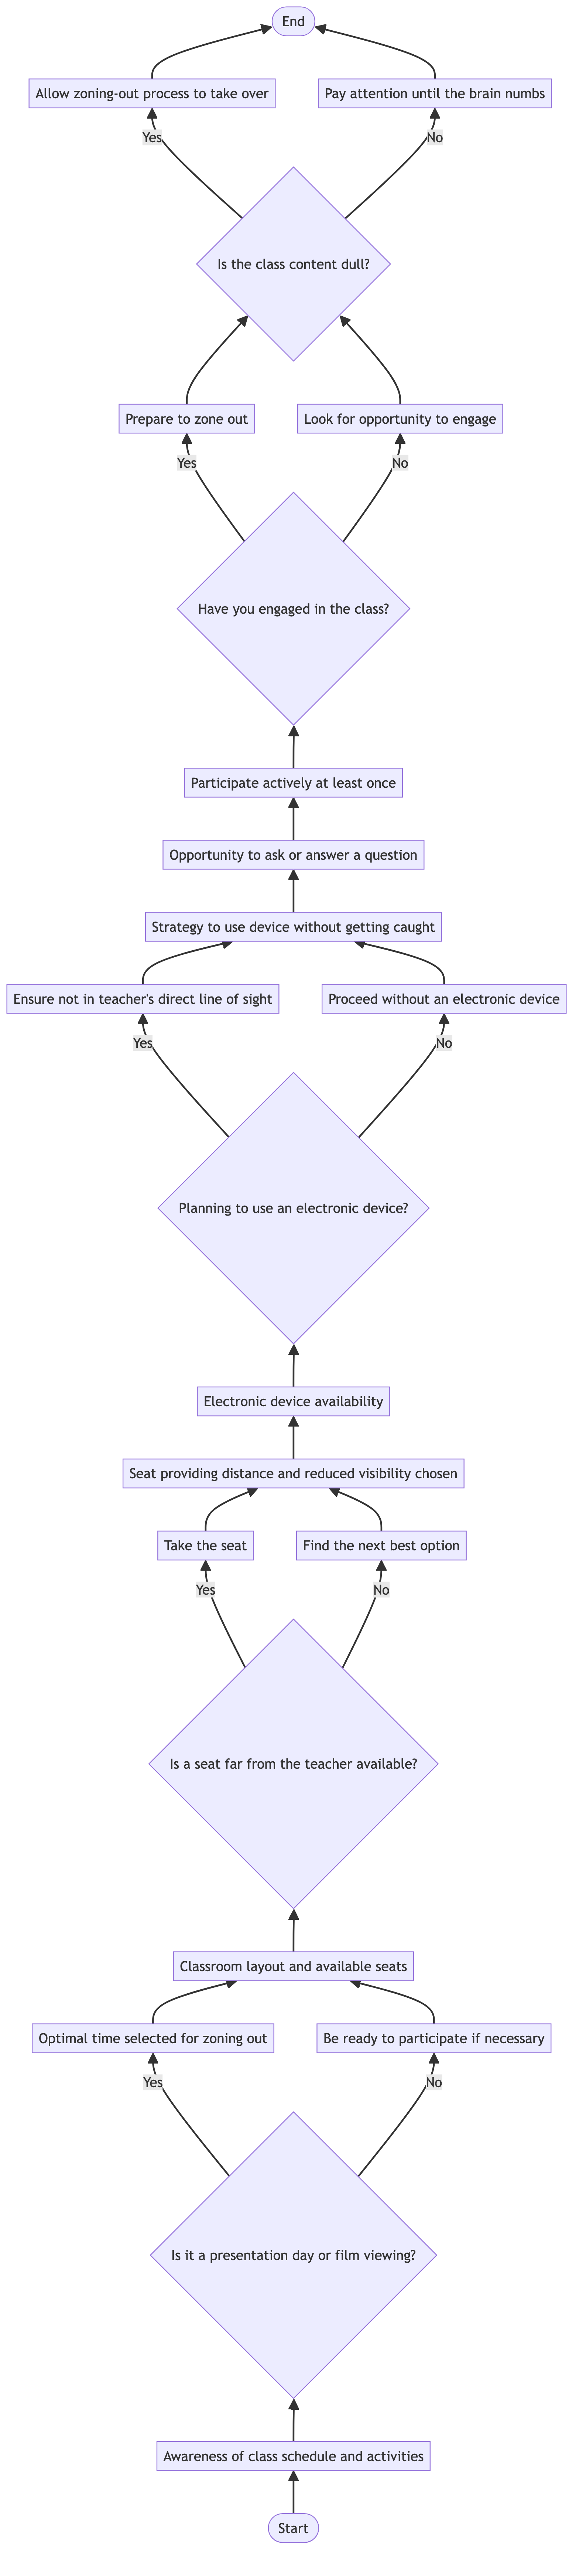 End
Allow zoning-out process to take over
Pay attention until the brain numbs
Yes
No
Is the class content dull?
Prepare to zone out
Look for opportunity to engage
Yes
No
Have you engaged in the class?
Participate actively at least once
Opportunity to ask or answer a question
Strategy to use device without getting caught
Ensure not in teacher's direct line of sight
Proceed without an electronic device
Yes
No
Planning to use an electronic device?
Electronic device availability
Seat providing distance and reduced visibility chosen
Take the seat
Find the next best option
Yes
No
Is a seat far from the teacher available?
Classroom layout and available seats
Optimal time selected for zoning out
Be ready to participate if necessary
Yes
No
Is it a presentation day or film viewing?
Awareness of class schedule and activities
Start